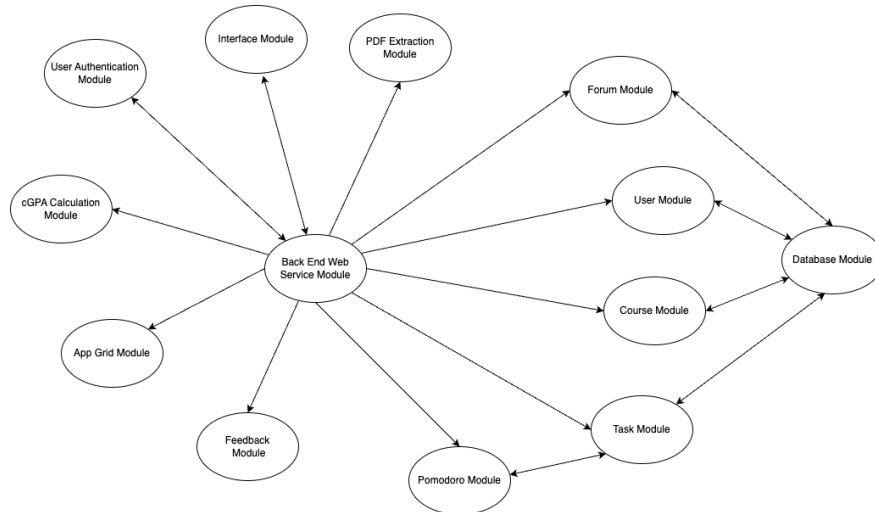 Interface Module
PDF Extraction
Module
User Authentication
Module
Forum Module
cGPA Calculation
Module
User Module
Back End Web
Service Module
Database Module
Course Module
App Grid Module
Task Module
Feedback
Module
Pomodoro Module